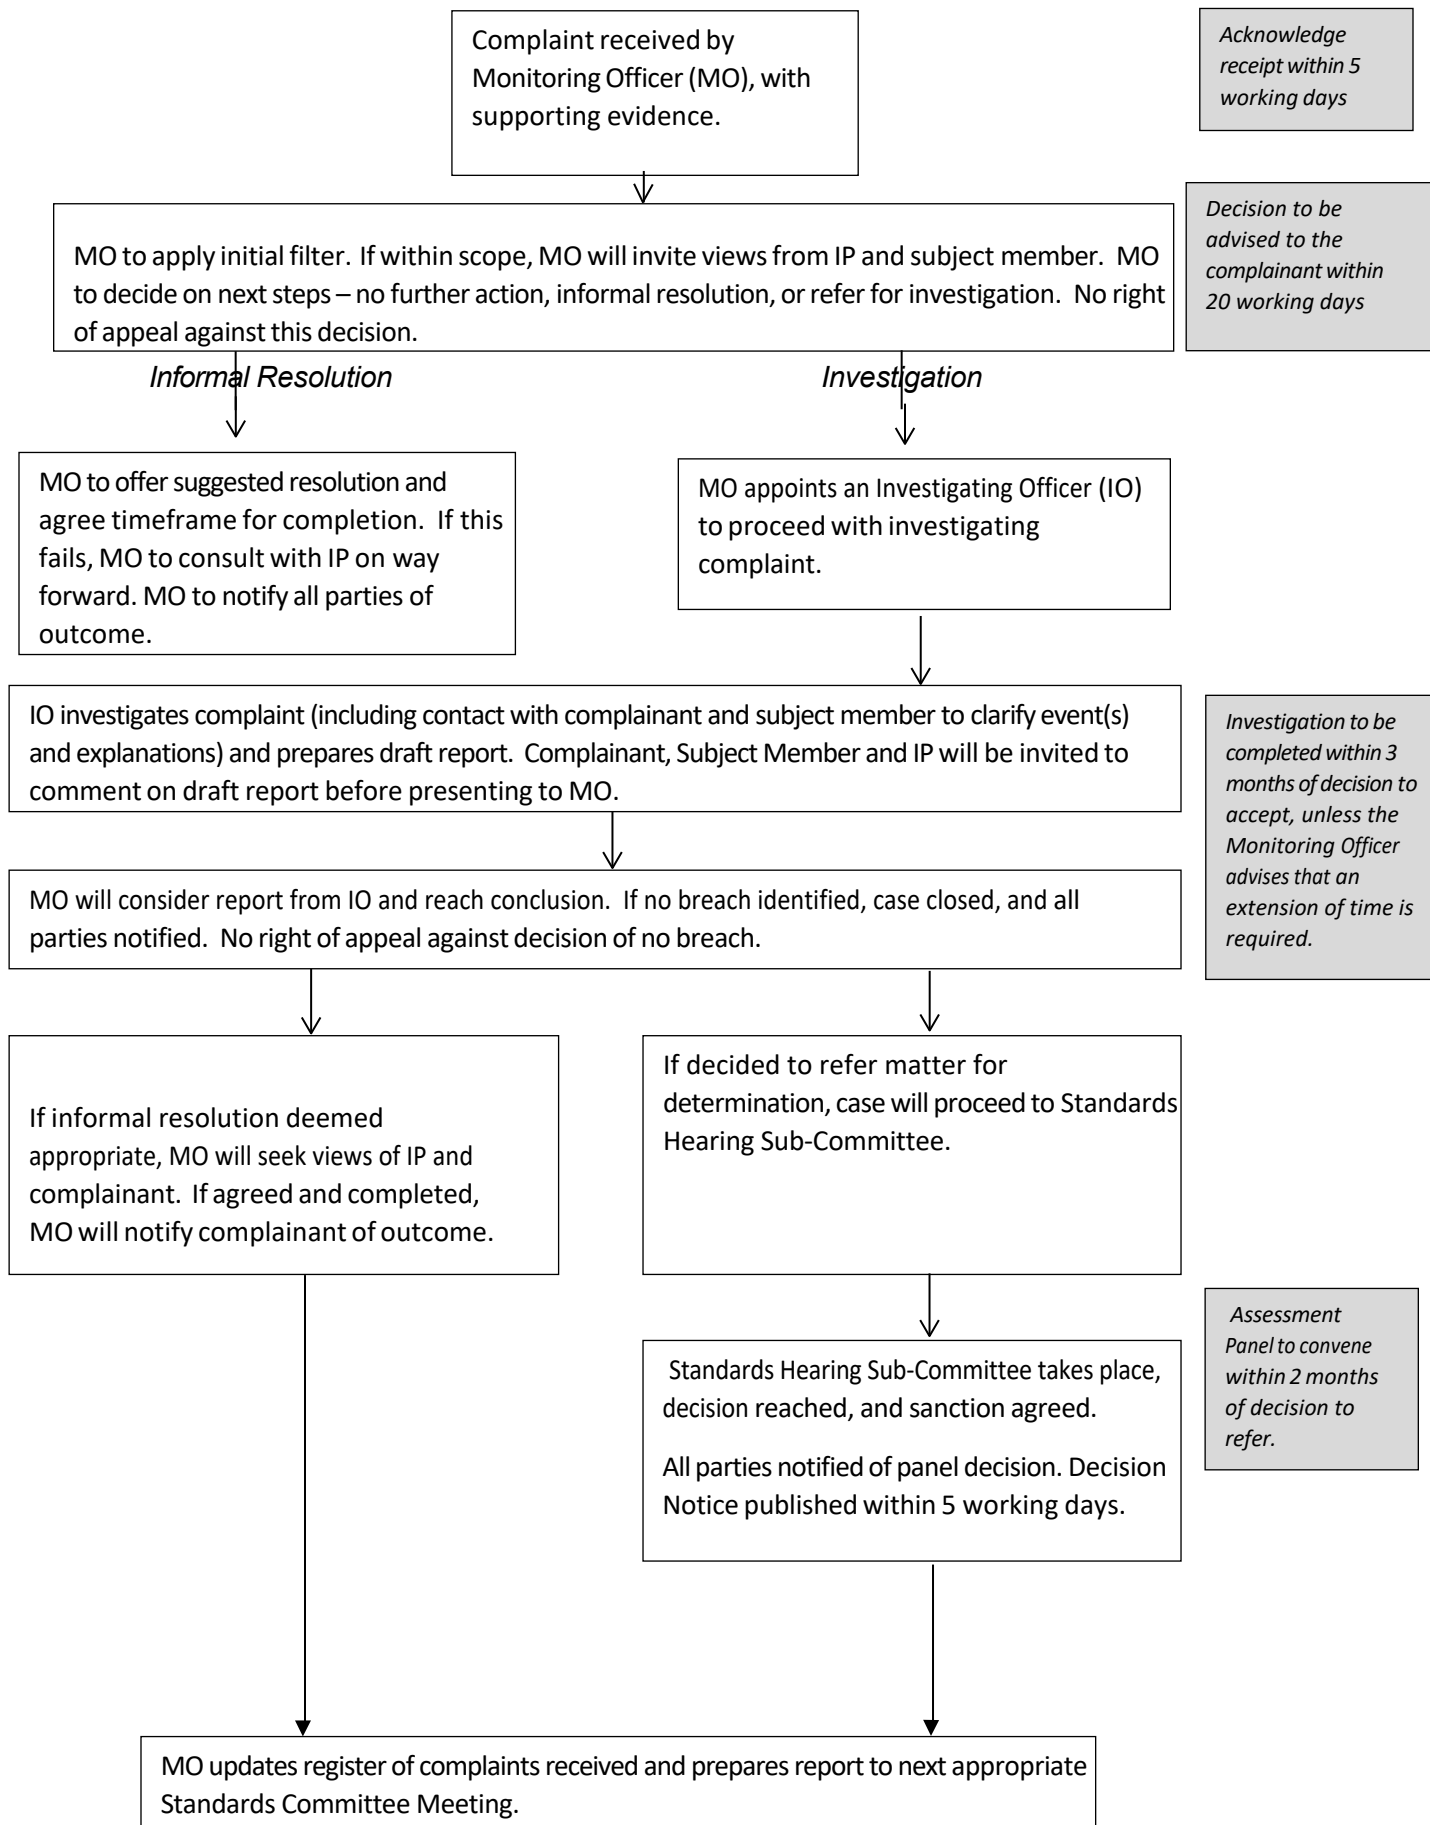 Complaint received by
Monitoring Officer (MO), with
supporting evidence.
Acknowledge
receipt within 5
working days
MO to apply initial filter. If within scope, MO will invite views from IP and subject member. MO
to decide on next steps – no further action, informal resolution, or refer for investigation. No right
of appeal against this decision.
Decision to be
advised to the
complainant within
20 working days
Informal Resolution
Investigation
MO to offer suggested resolution and
agree timeframe for completion. If this
fails, MO to consult with IP on way
forward. MO to notify all parties of
outcome.
MO appoints an Investigating Officer (IO)
to proceed with investigating
complaint.
IO investigates complaint (including contact with complainant and subject member to clarify event(s)
and explanations) and prepares draft report. Complainant, Subject Member and IP will be invited to
comment on draft report before presenting to MO.
Investigation to be
completed within 3
months of decision to
accept, unless the
Monitoring Officer
advises that an
extension of time is
required.
MO will consider report from IO and reach conclusion. If no breach identified, case closed, and all
parties notified. No right of appeal against decision of no breach.
If informal resolution deemed
appropriate, MO will seek views of IP and
complainant. If agreed and completed,
MO will notify complainant of outcome.
If decided to refer matter for
determination, case will proceed to Standards
Hearing Sub-Committee.
Standards Hearing Sub-Committee takes place,
decision reached, and sanction agreed.
All parties notified of panel decision. Decision
Notice published within 5 working days.
Assessment
Panel to convene
within 2 months
of decision to
refer.
MO updates register of complaints received and prepares report to next appropriate
Standards Committee Meeting.